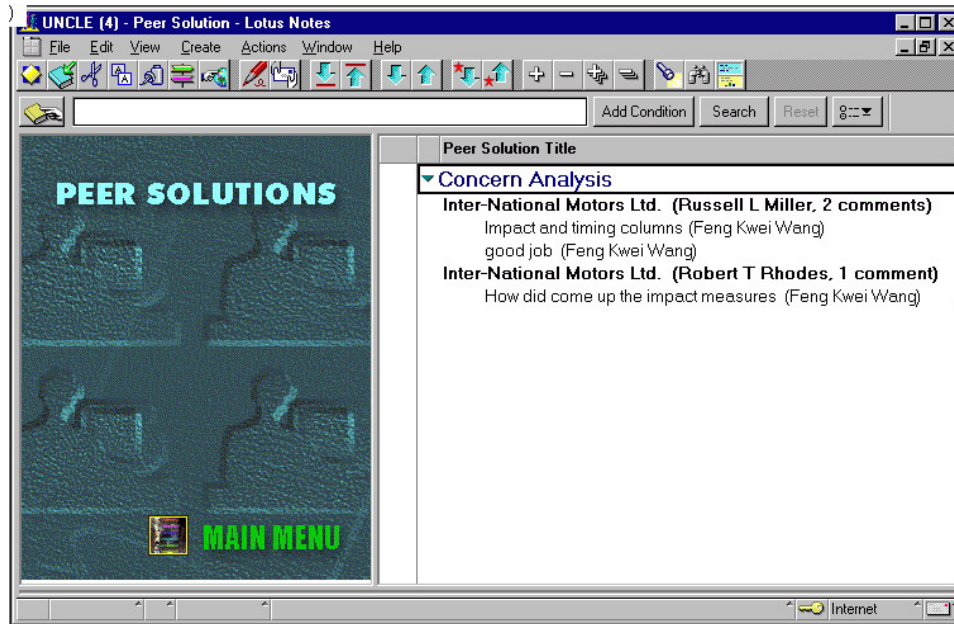 )
UNCLE (4) - Peer Solution - Lotus Notes
File Edit View Create Actions Window Help
Add Condition Search Reset
Peer Solution Title
PEER SOLUTIONS
Concern Analysis
Inter-National Motors Ltd. (Russell L Miller, 2 comments)
Impact and timing columns (Feng Kwei Wang)
good job (Feng Kwei Wang)
Inter-National Motors Ltd. (Robert T Rhodes, 1 comment)
How did come up the impact measures (Feng Kwei Wang)
MAIN MENU
Internet